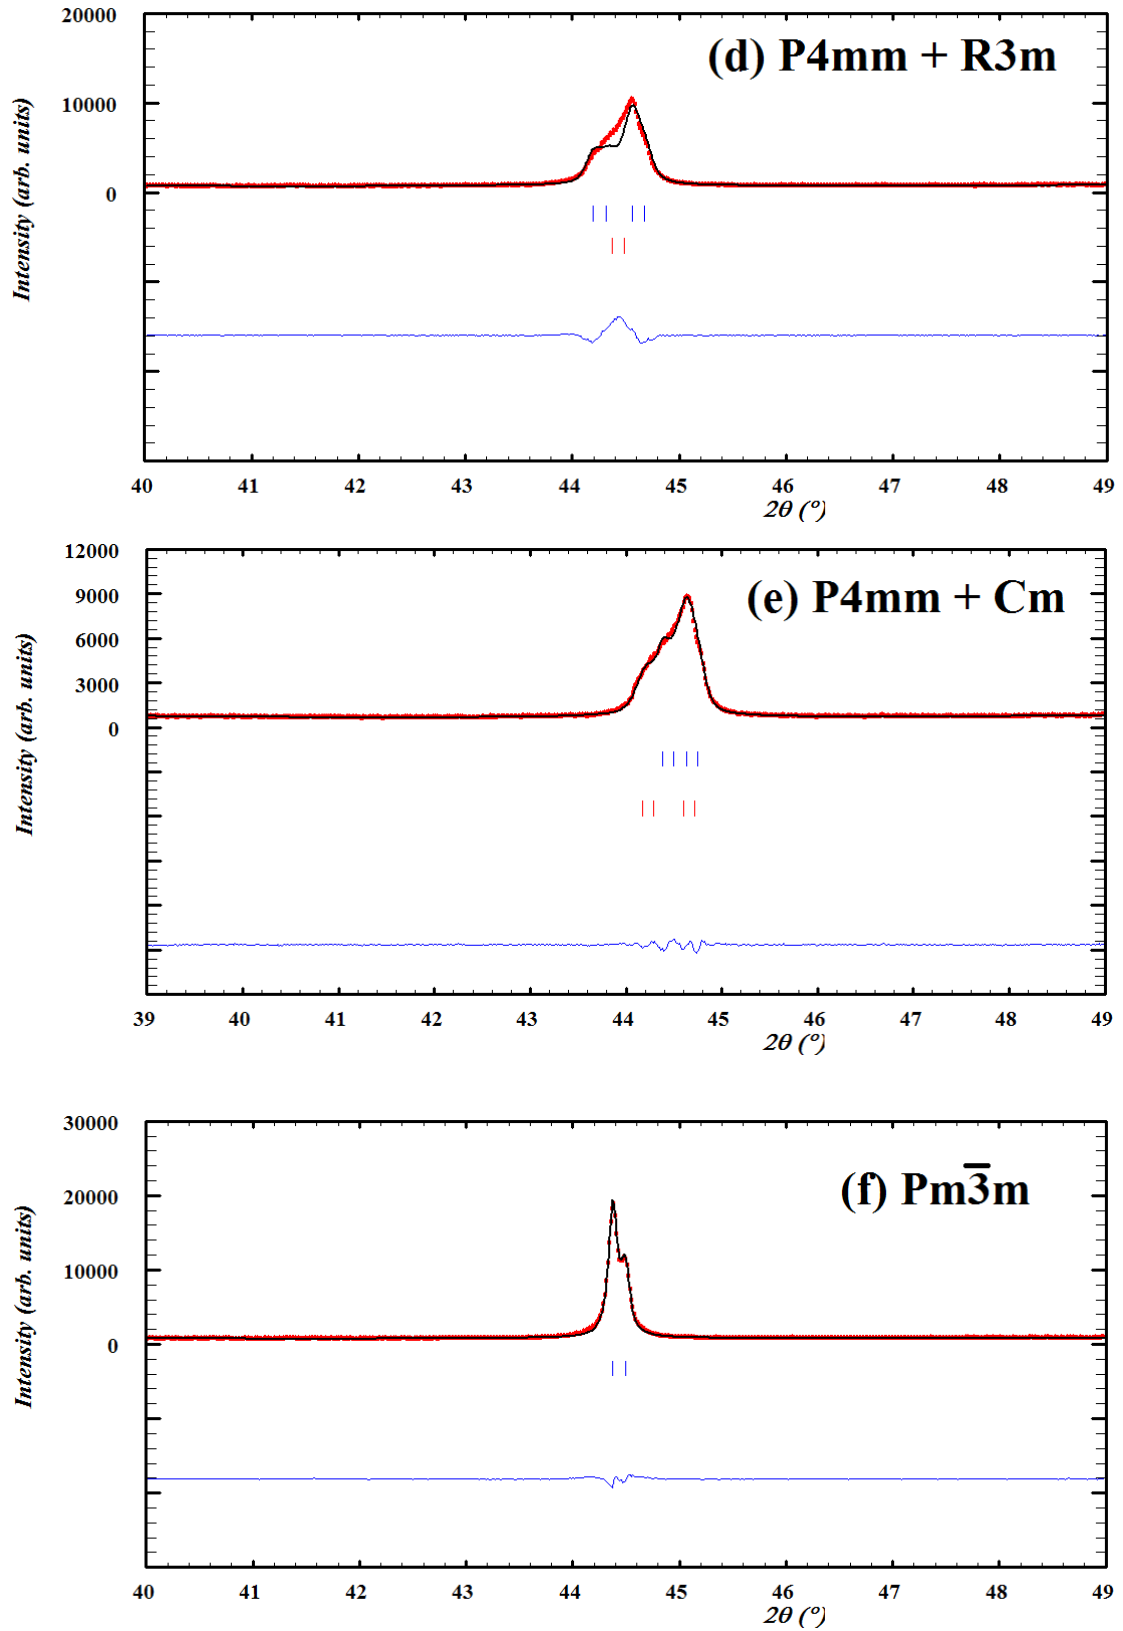 20000
(d) P4mm + R3m
10000
0
Intensity (arb. units)
40 41 42 43 44 45 46 47 48 49
2θ (°)
12000
9000
(e) P4mm + Cm
6000
3000
0
Intensity (arb. units)
39 40 41 42 43 44 45 46 47 48 49
2θ (°)
30000
20000
(f) Pm3̅m
10000
0
Intensity (arb. units)
40 41 42 43 44 45 46 47 48 49
2θ (°)